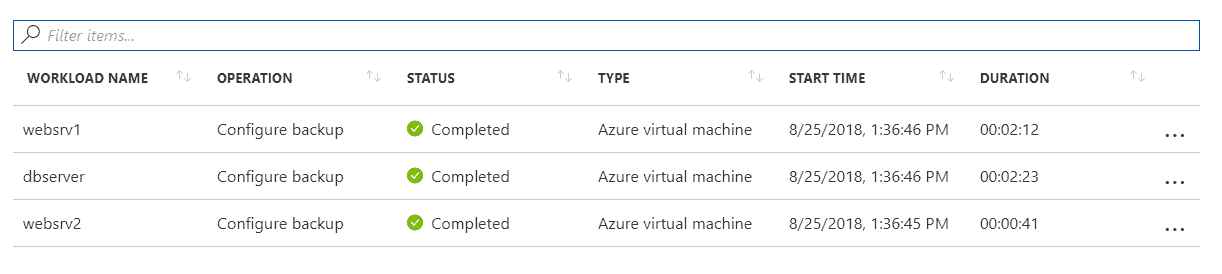 Filter items...
WORKLOAD NAME OPERATION STATUS TYPE START TIME DURATION
websrv1 Configure backup Completed Azure virtual machine 8/25/2018, 1:36:46 PM 00:02:12 ...
dbserver Configure backup Completed Azure virtual machine 8/25/2018, 1:36:46 PM 00:02:23 ...
websrv2 Configure backup Completed Azure virtual machine 8/25/2018, 1:36:45 PM 00:00:41 ...